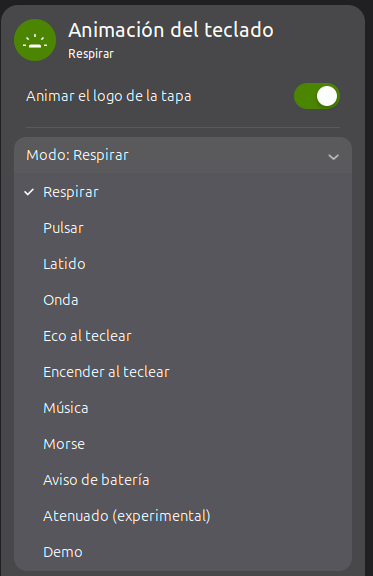 Animación del teclado
Respirar
Animar el logo de la tapa
Modo: Respirar
Respirar
Pulsar
Latido
Onda
Eco al teclear
Encender al teclear
Música
Morse
Aviso de batería
Atenuado (experimental)
Demo